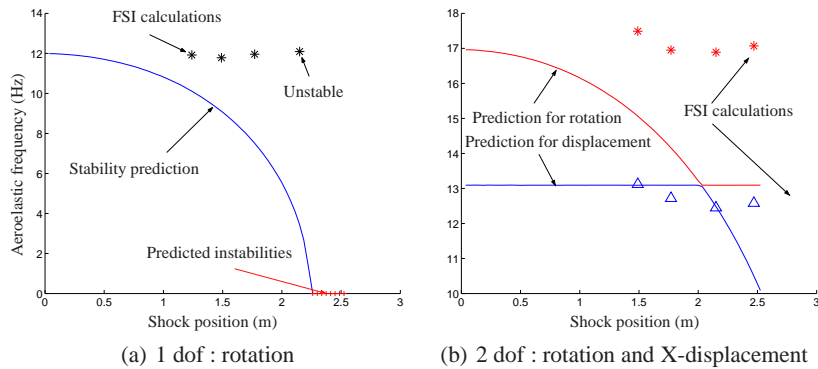 14
12
10
8
6
4
2
0
0
0.5
1
1.5
2
2.5
3
Aeroelastic frequency (Hz)
Shock position (m)
FSI calculations
Unstable
Stability prediction
Predicted instabilities
(a) 1 dof : rotation
18
17
16
15
14
13
12
11
10
0
0.5
1
1.5
2
2.5
3
Shock position (m)
Prediction for rotation
Prediction for displacement
FSI calculations
(b) 2 dof : rotation and X-displacement